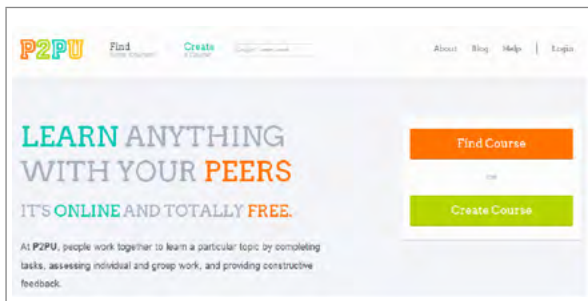 P2PU
Find
Create
a Course
About Blog Help | Login
LEARN ANYTHING
WITH YOUR PEERS
IT'S ONLINE AND TOTALLY FREE.
At P2PU, people work together to learn a particular topic by completing
tasks, assessing individual and group work, and providing constructive
feedback.
Find Course
OR
Create Course